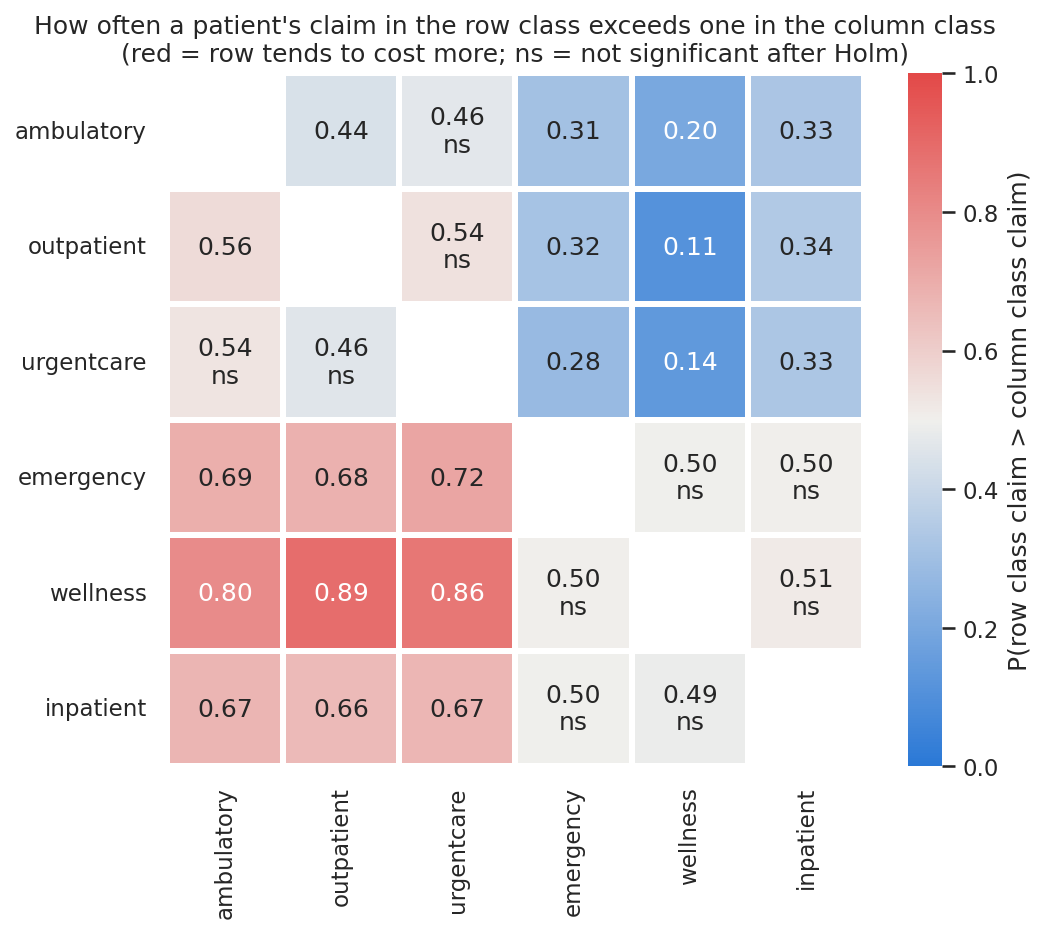 How often a patient's claim in the row class exceeds one in the column class
(red = row tends to cost more; ns = not significant after Holm)
ambulatory
0.44
0.46
ns
0.31
0.20
0.33
outpatient
0.56
0.54
ns
0.32
0.11
0.34
urgentcare
0.54
ns
0.46
ns
0.28
0.14
0.33
emergency
0.69
0.68
0.72
0.50
ns
0.50
ns
wellness
0.80
0.89
0.86
0.50
ns
0.51
ns
inpatient
0.67
0.66
0.67
0.50
ns
0.49
ns
ambulatory
outpatient
urgentcare
emergency
wellness
inpatient
1.0
0.8
0.6
0.4
0.2
0.0
P(row class claim > column class claim)